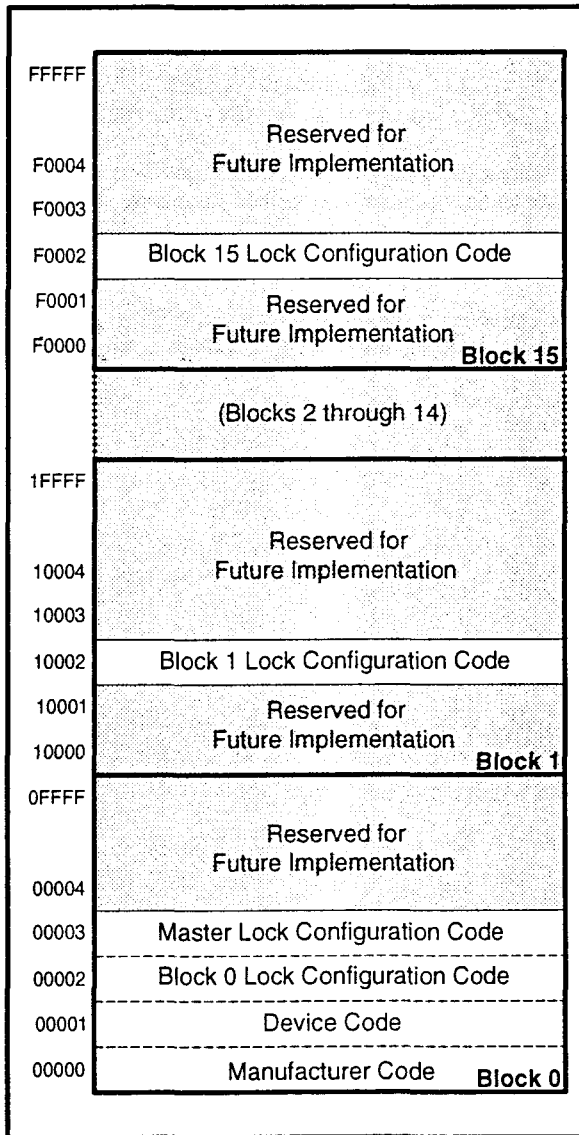 FFFFF
Reserved for
F0004 Future Implementation
F0003
F0002 Block 15 Lock Configuration Code
F0001 Reserved for
Future Implementation
F0000 Block 15
(Blocks 2 through 14)
1FFFF
Reserved for
10004 Future Implementation
10003
10002 Block 1 Lock Configuration Code
10001 Reserved for
Future Implementation
10000 Block 1
0FFFF
Reserved for
Future Implementation
00004
00003 Master Lock Configuration Code
00002 Block 0 Lock Configuration Code
00001 Device Code
00000 Manufacturer Code Block 0